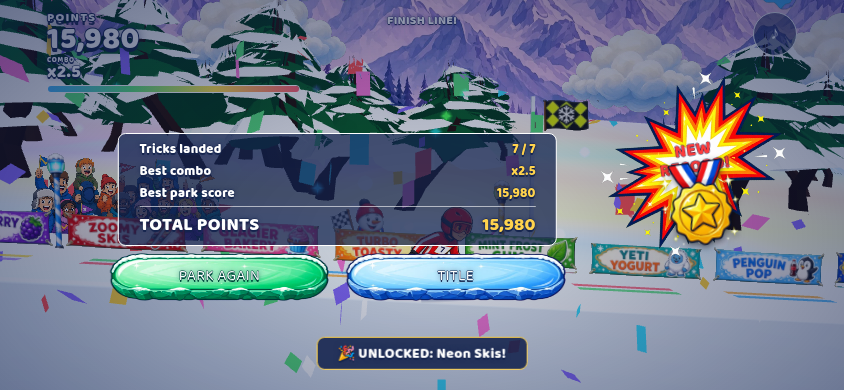 POINTS
15,980
COMBO
x2.5
FINISH LINE!
NEW
Tricks landed 7 / 7
Best combo x2.5
Best park score 15,980
TOTAL POINTS 15,980
ZOOMY
BAKERY
TOASTY
MINT FROST
YETI
YOGURT
PENGUIN
POP
PARK AGAIN
TITLE
🎉 UNLOCKED: Neon Skis!